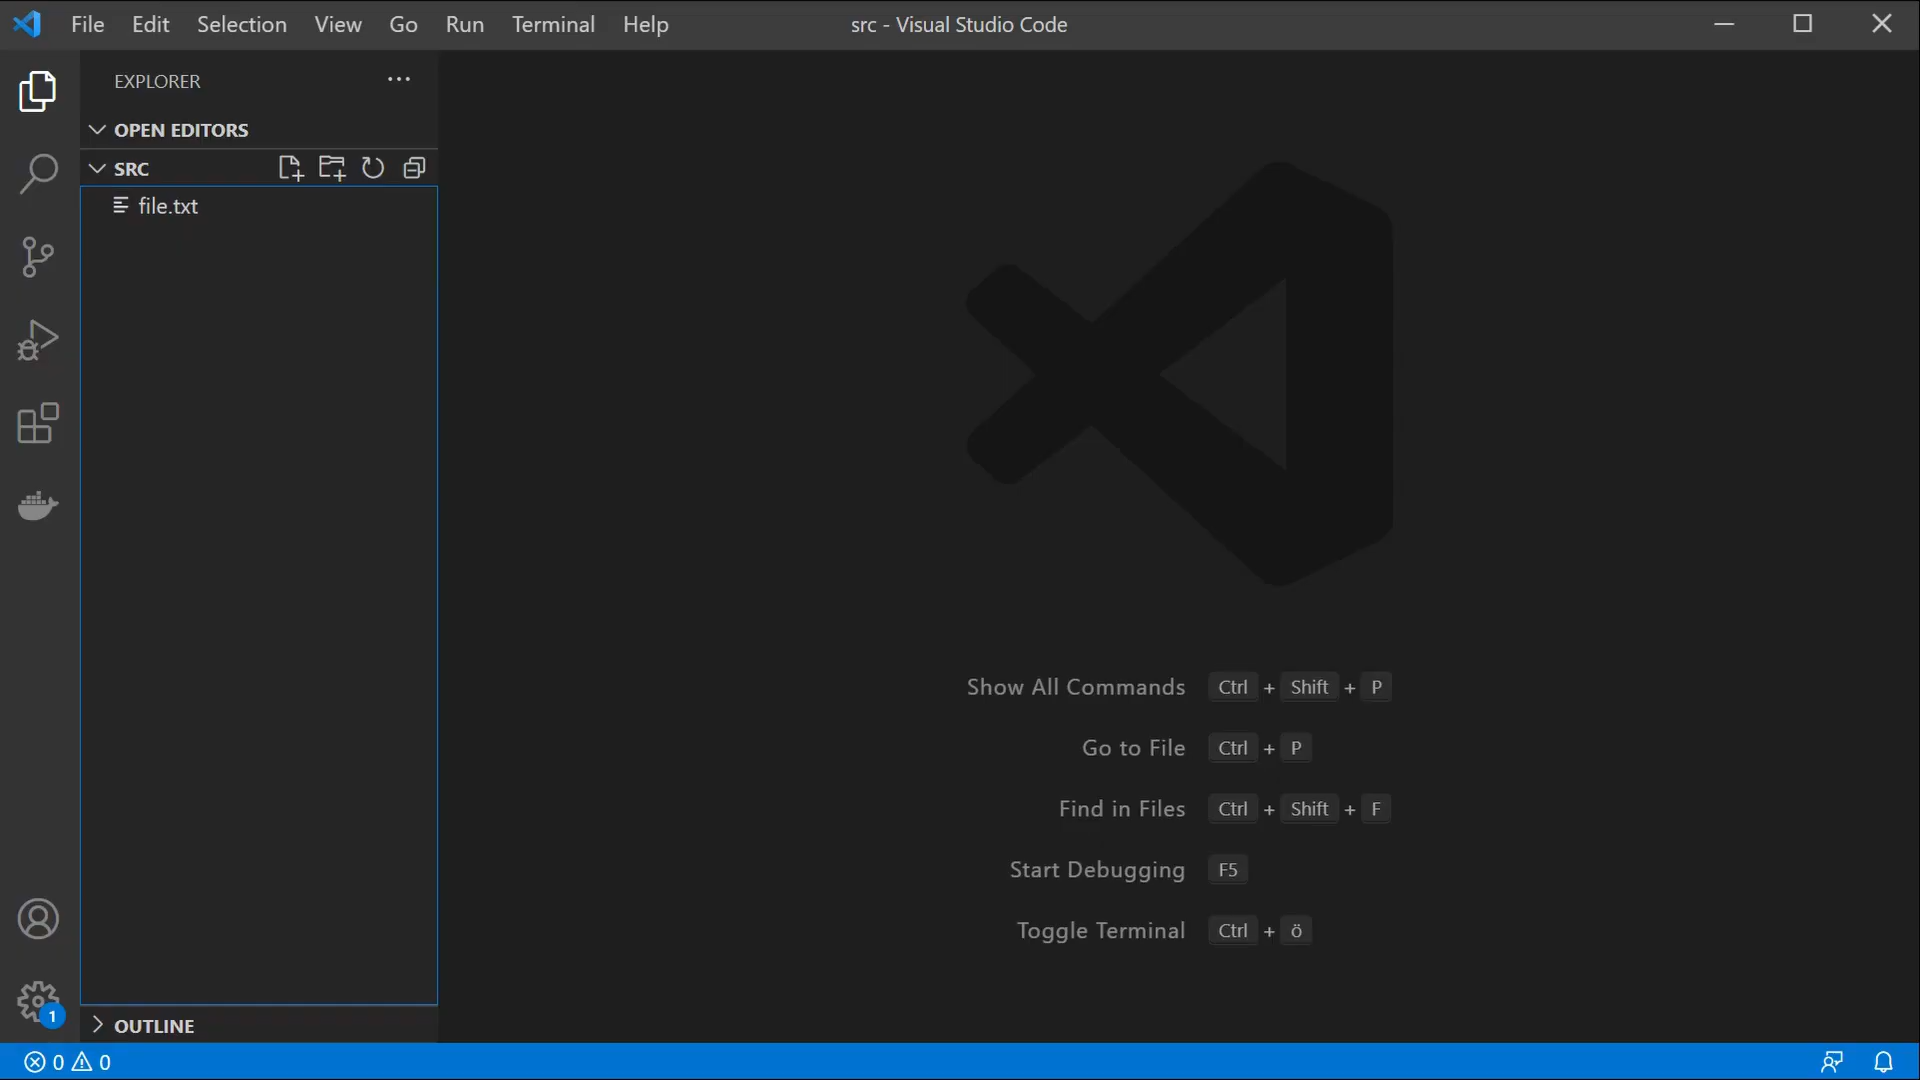 File Edit Selection View Go Run Terminal Help
src - Visual Studio Code
EXPLORER
OPEN EDITORS
SRC
file.txt
Show All Commands Ctrl + Shift + P
Go to File Ctrl + P
Find in Files Ctrl + Shift + F
Start Debugging F5
Toggle Terminal Ctrl + ö
1
OUTLINE
0 0